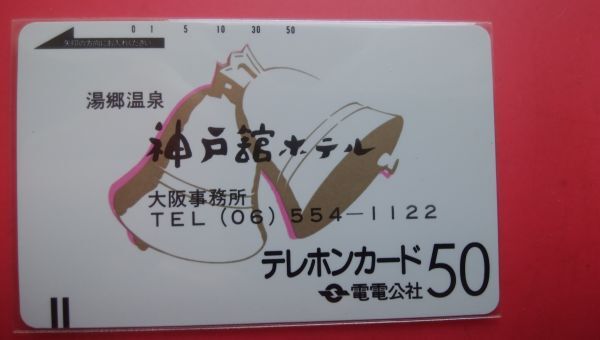 0 1 5 10 30 50
矢印の方向にお入れください
湯郷温泉
神戸館ホテル
大阪事務所
TEL (06) 554-1122
テレホンカード 50
電電公社